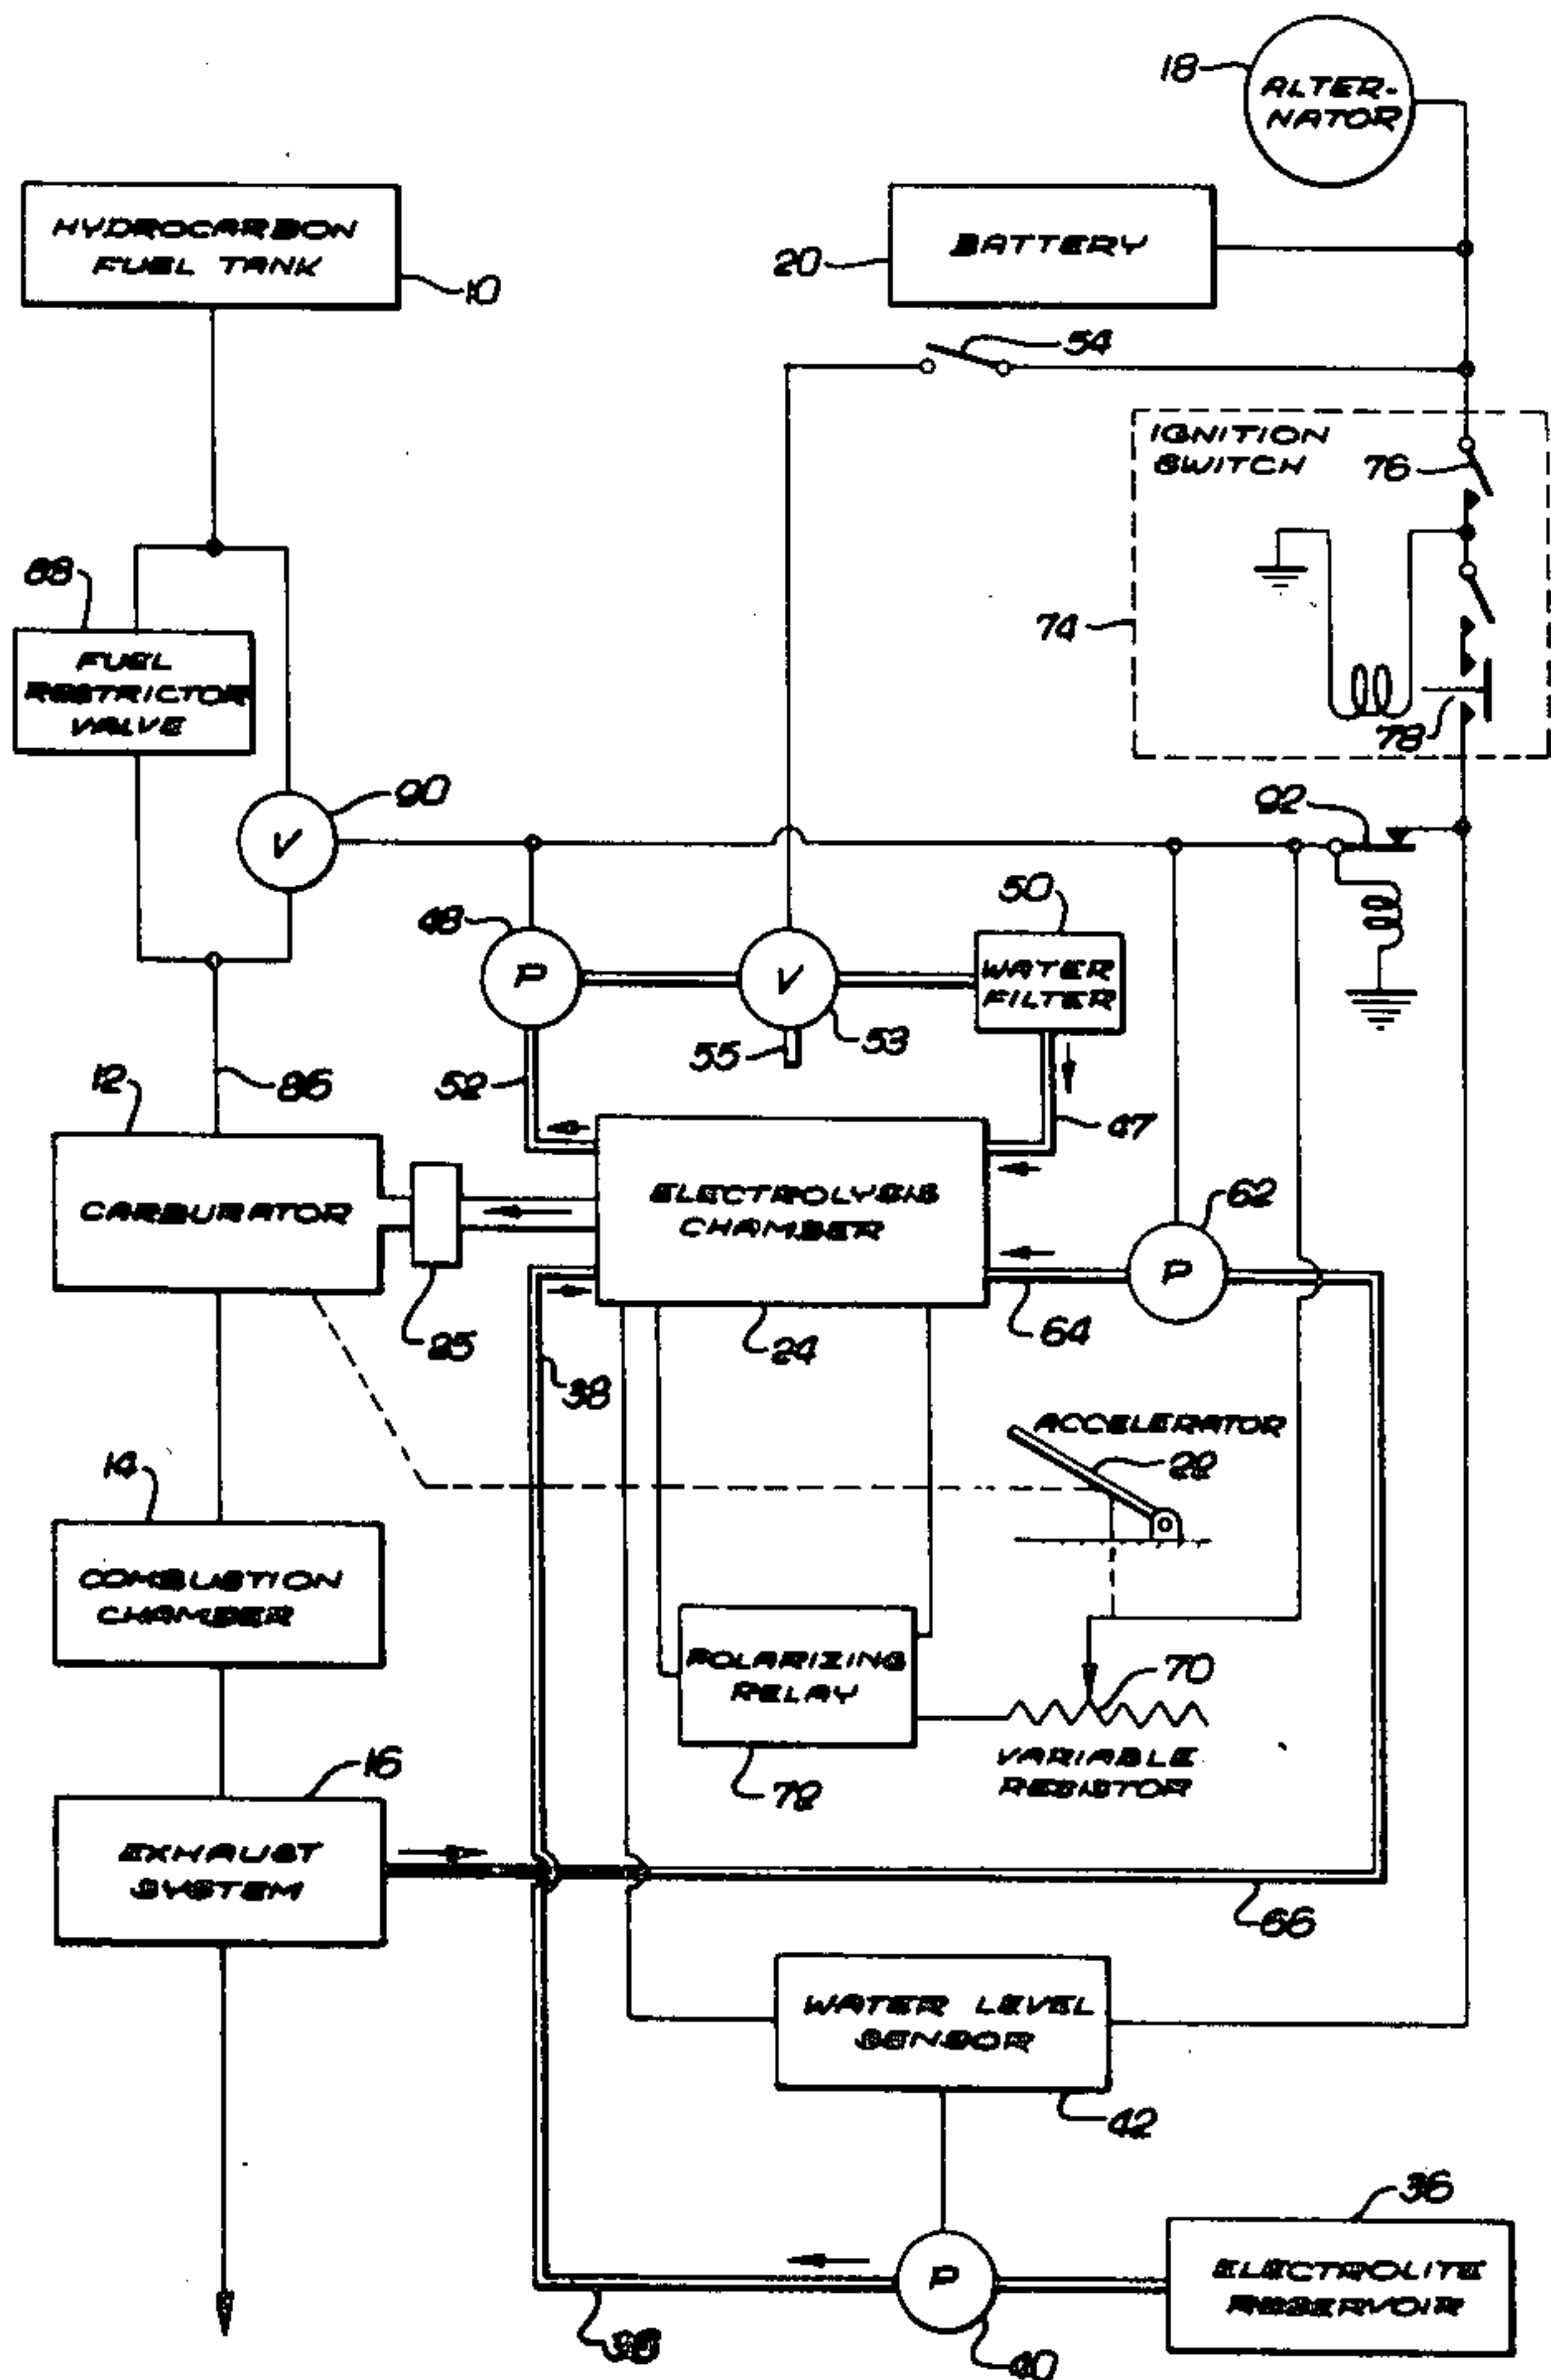 18
ALTER-
NATOR
HYDROCARBON
FUEL TANK
10
BATTERY
20
54
IGNITION
SWITCH
76
74
78
88
FUEL
RESTRICTOR
VALVE
90
V
92
48
P
V
53
55
50
WATER
FILTER
52
47
86
12
CARBURATOR
25
ELECTROLYSIS
CHAMBER
24
62
P
64
38
ACCELERATOR
22
14
COMBUSTION
CHAMBER
POLARIZING
RELAY
72
70
VARIABLE
RESISTOR
16
EXHAUST
SYSTEM
66
WATER LEVEL
SENSOR
42
36
P
40
ELECTROLITE
RESERVOIR